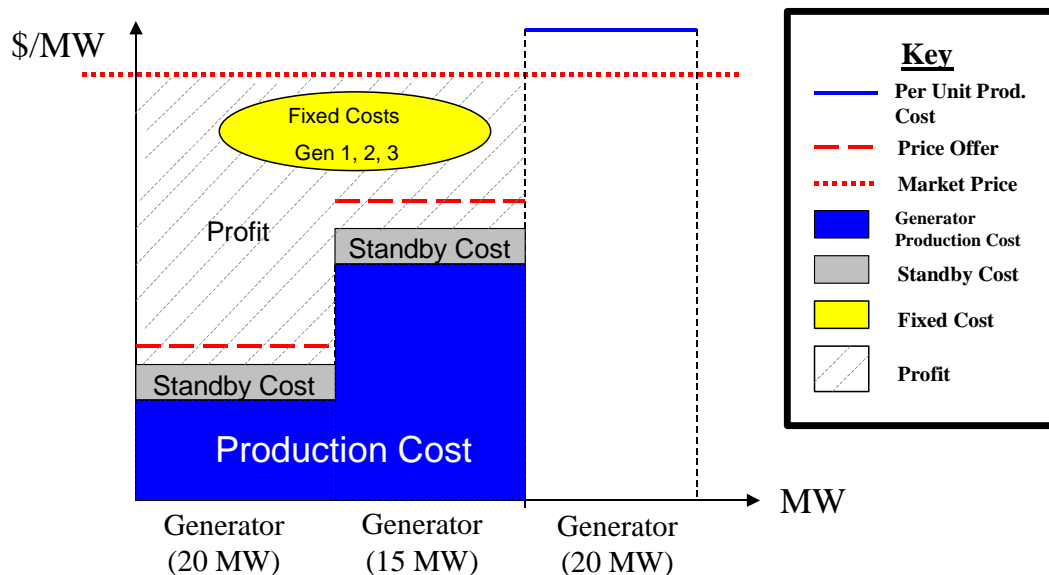 $/MW
Fixed Costs
Gen 1, 2, 3
Profit
Standby Cost
Standby Cost
Production Cost
MW
Generator
(20 MW)
Generator
(15 MW)
Generator
(20 MW)
Key
Per Unit Prod.
Cost
Price Offer
Market Price
Generator
Production Cost
Standby Cost
Fixed Cost
Profit